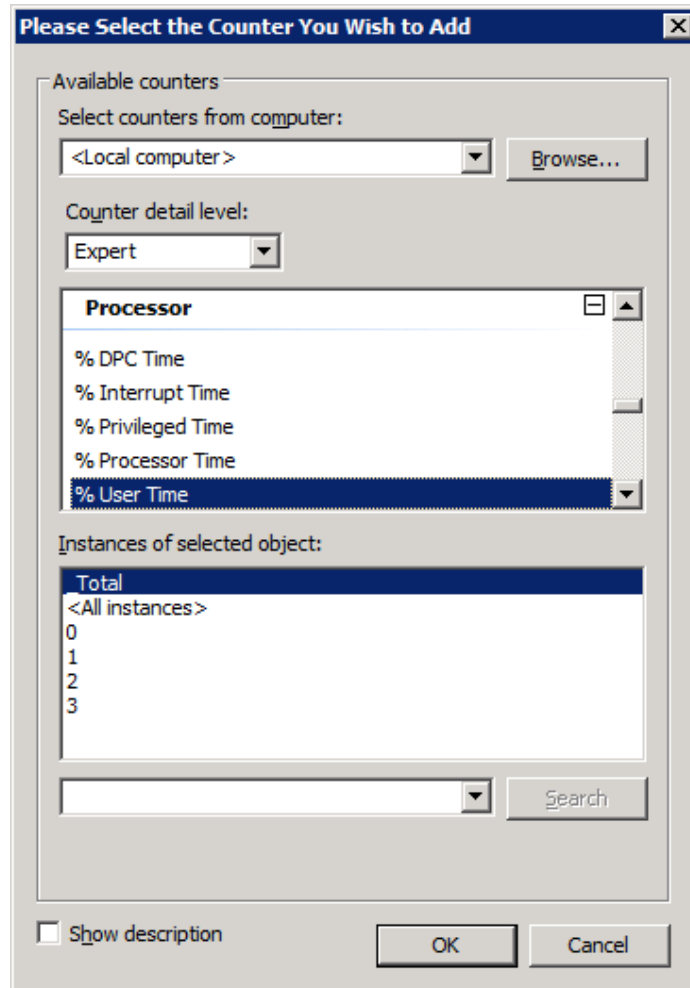 Please Select the Counter You Wish to Add
Available counters
Select counters from computer:
<Local computer>
Browse...
Counter detail level:
Expert
Processor
% DPC Time
% Interrupt Time
% Privileged Time
% Processor Time
% User Time
Instances of selected object:
_Total
<All instances>
0
1
2
3
Search
Show description
OK
Cancel